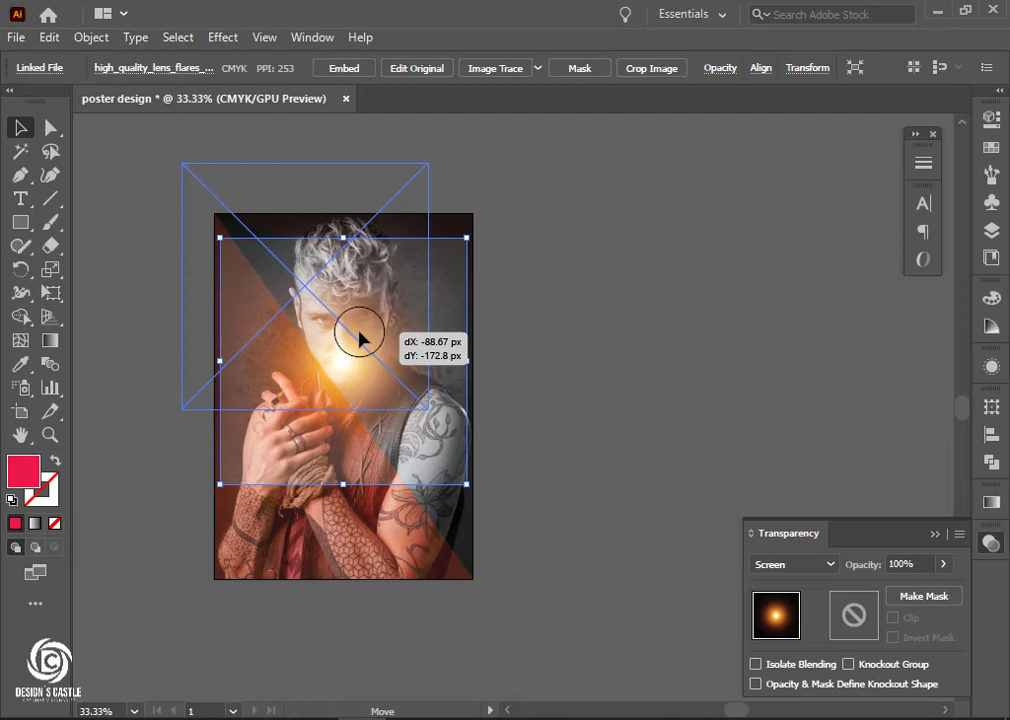 Ai
Essentials
Search Adobe Stock
File Edit Object Type Select Effect View Window Help
Linked File high_quality_lens_flares_... CMYK PPI: 253 Embed Edit Original Image Trace Mask Crop Image Opacity Align Transform
poster design * @ 33.33% (CMYK/GPU Preview) ×
dX: -88.67 px
dY: -172.8 px
Transparency
Screen Opacity: 100%
Make Mask
Clip
Invert Mask
Isolate Blending Knockout Group
Opacity & Mask Define Knockout Shape
DESIGN'S CASTLE
33.33% 1 Move